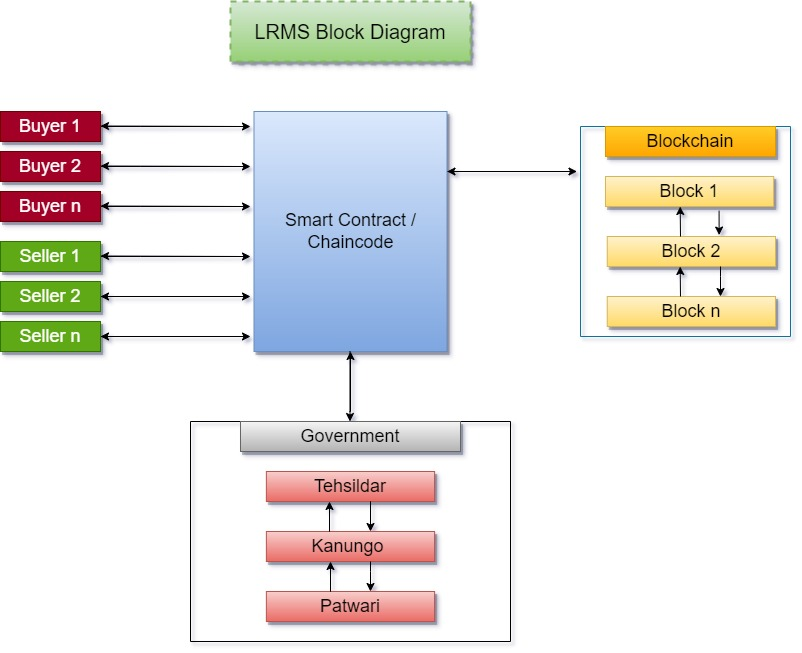 LRMS Block Diagram
Buyer 1
Buyer 2
Buyer n
Seller 1
Seller 2
Seller n
Smart Contract /
Chaincode
Blockchain
Block 1
Block 2
Block n
Government
Tehsildar
Kanungo
Patwari